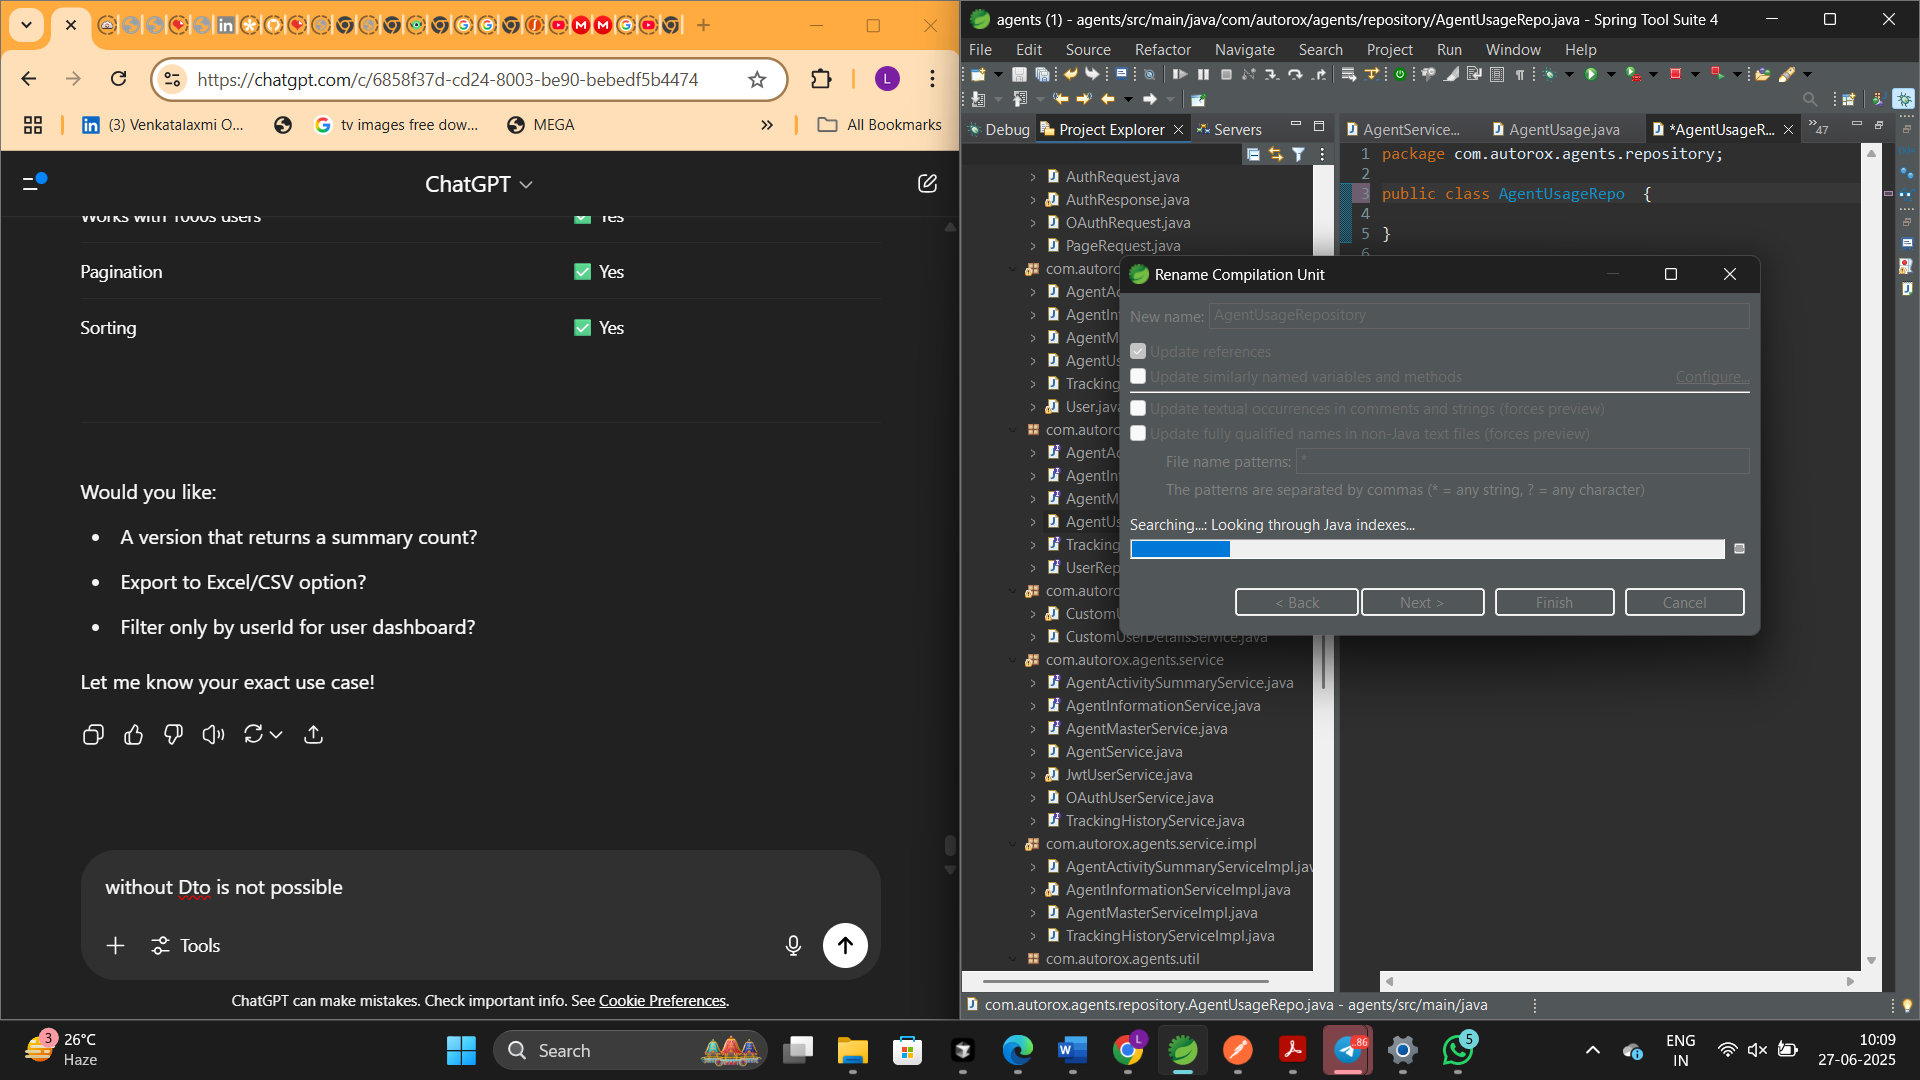 https://chatgpt.com/c/6858f37d-cd24-8003-be90-bebedf5b4474
L
(3) Venkatalaxmi O...
tv images free dow...
MEGA
»
All Bookmarks
ChatGPT
Works with 1000s users
Yes
Pagination
Yes
Sorting
Yes
Would you like:
• A version that returns a summary count?
• Export to Excel/CSV option?
• Filter only by userId for user dashboard?
Let me know your exact use case!
without Dto is not possible
Tools
ChatGPT can make mistakes. Check important info. See Cookie Preferences.
agents (1) - agents/src/main/java/com/autorox/agents/repository/AgentUsageRepo.java - Spring Tool Suite 4
File Edit Source Refactor Navigate Search Project Run Window Help
Debug
Project Explorer
Servers
AgentService...
AgentUsage.java
*AgentUsageR...
»47
AuthRequest.java
AuthResponse.java
OAuthRequest.java
PageRequest.java
com.autoro
AgentAc
AgentIn
AgentM
AgentUs
Tracking
User.java
com.autoro
AgentAc
AgentIn
AgentM
AgentUs
Tracking
UserRep
com.autoro
CustomU
CustomUserDetailsService.java
com.autorox.agents.service
AgentActivitySummaryService.java
AgentInformationService.java
AgentMasterService.java
AgentService.java
JwtUserService.java
OAuthUserService.java
TrackingHistoryService.java
com.autorox.agents.service.impl
AgentActivitySummaryServiceImpl.jav
AgentInformationServiceImpl.java
AgentMasterServiceImpl.java
TrackingHistoryServiceImpl.java
com.autorox.agents.util
1 package com.autorox.agents.repository;
2
3 public class AgentUsageRepo {
4
5 }
6
Rename Compilation Unit
New name: AgentUsageRepository
Update references
Update similarly named variables and methods
Configure...
Update textual occurrences in comments and strings (forces preview)
Update fully qualified names in non-Java text files (forces preview)
File name patterns: *
The patterns are separated by commas (* = any string, ? = any character)
Searching...: Looking through Java indexes...
< Back
Next >
Finish
Cancel
com.autorox.agents.repository.AgentUsageRepo.java - agents/src/main/java
3
26°C
Haze
Search
L
86
5
ENG
IN
10:09
27-06-2025